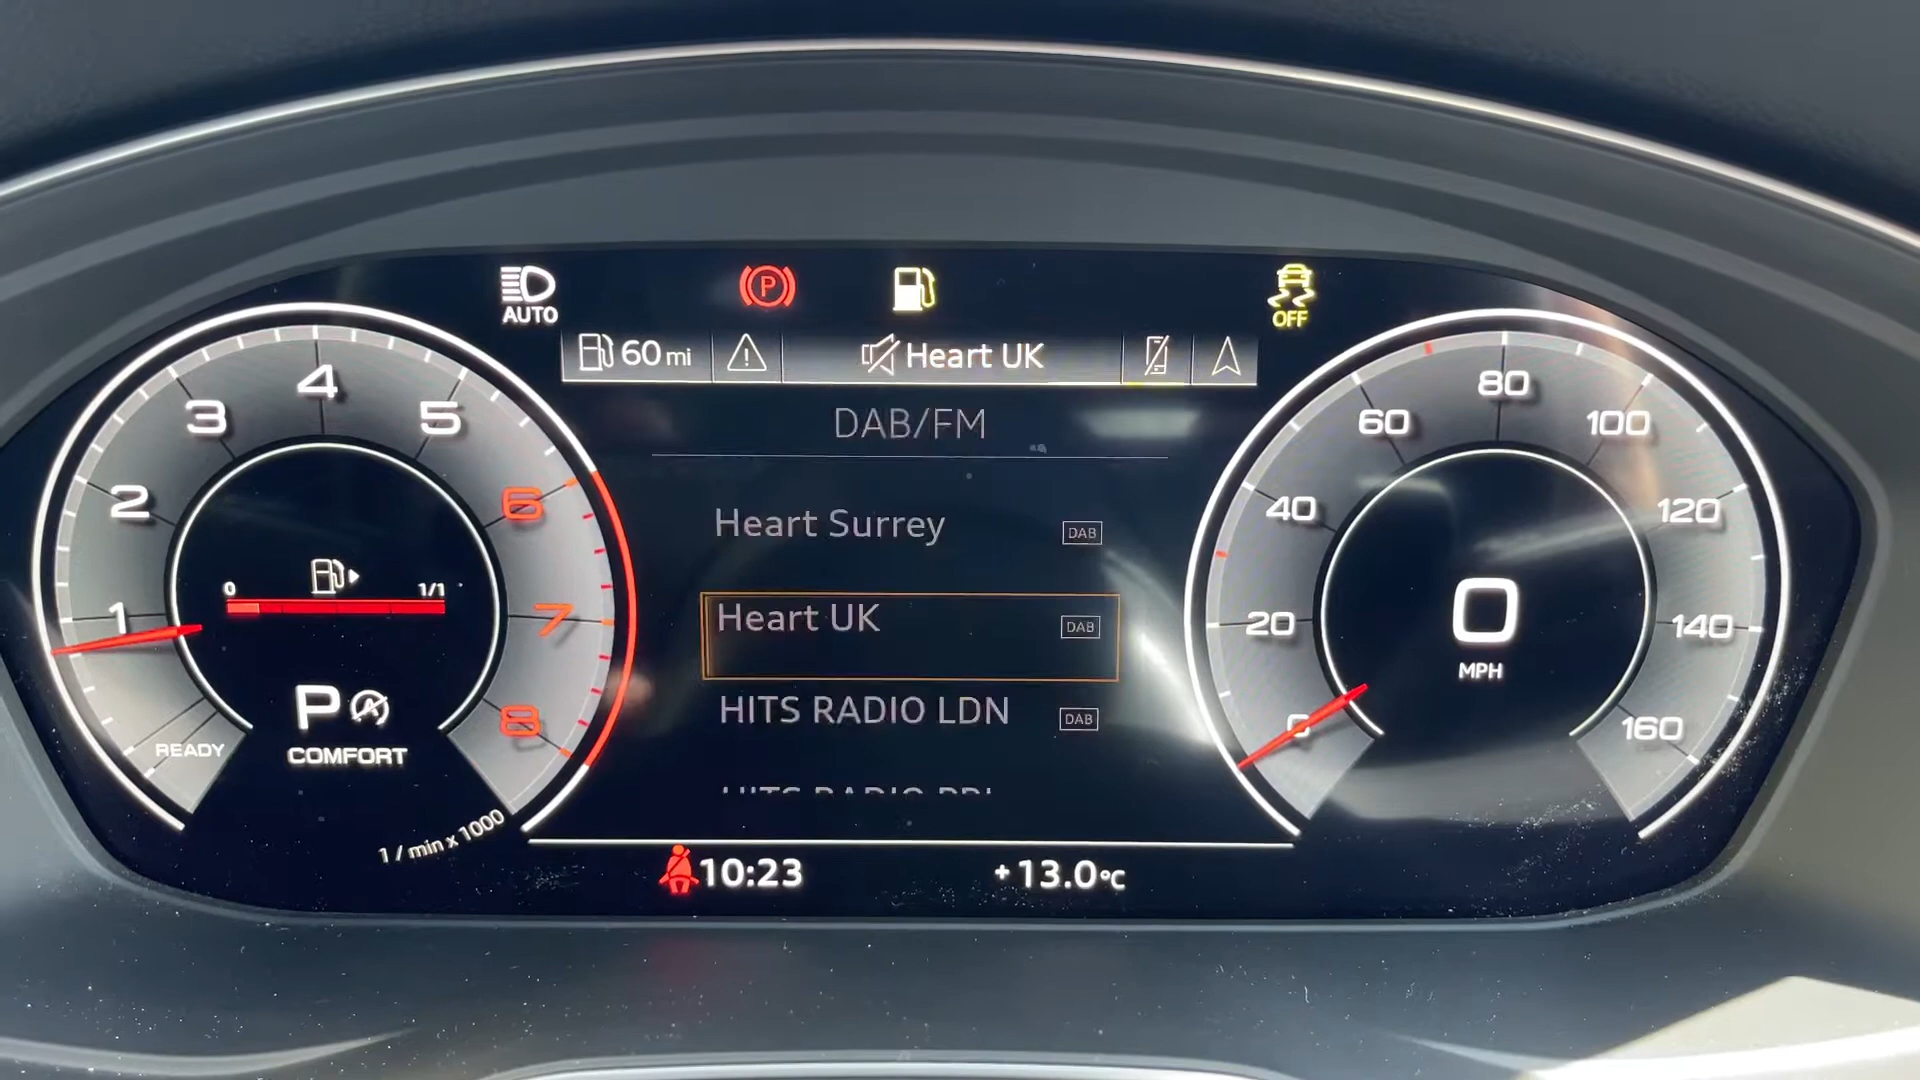 AUTO
P
OFF
60 mi
Heart UK
DAB/FM
Heart Surrey DAB
Heart UK DAB
HITS RADIO LDN DAB
1 2 3 4 5 6 7 8
READY
0 1/1
P A
COMFORT
1 / min x 1000
0 20 40 60 80 100 120 140 160
0
MPH
10:23
+13.0°C